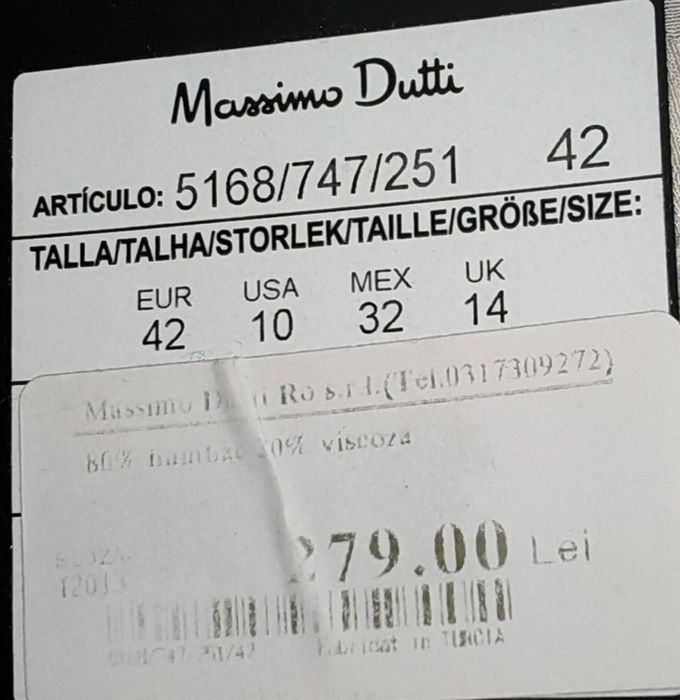 Massimo Dutti
ARTÍCULO: 5168/747/251 42
TALLA/TALHA/STORLEK/TAILLE/GRÖßE/SIZE:
EUR USA MEX UK
42 10 32 14
Massimo Dutti Ro s.r.l.(Tel.0317309272)
80% bumbac 20% viscoza
279.00 Lei
Fabricat in TURCIA